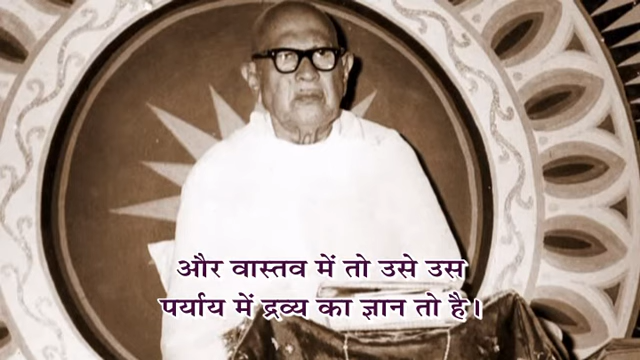 और वास्तव में तो उसे उस
पर्याय में द्रव्य का ज्ञान तो है।